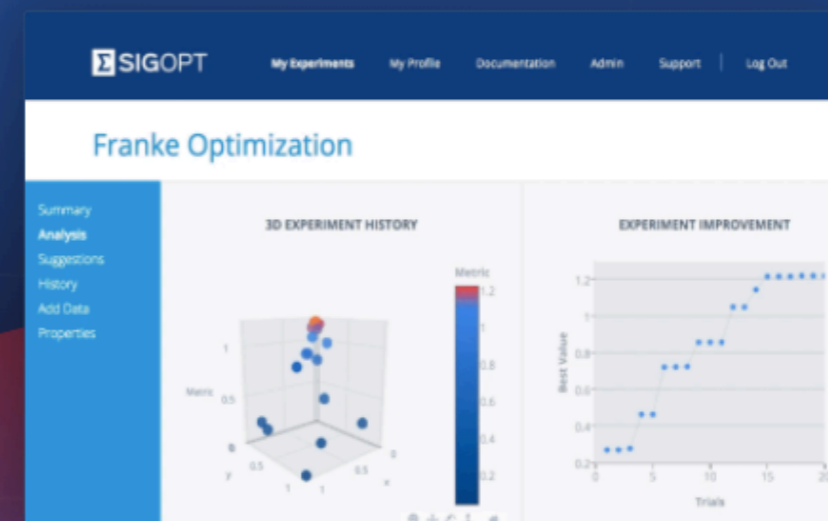 SIGOPT My Experiments My Profile Documentation Admin Support Log Out
Franke Optimization
Summary
Analysis
Suggestions
History
Add Data
Properties
3D EXPERIMENT HISTORY
Metric
1.2
1
0.8
0.6
0.4
0.2
1
Metric 0.5
0
y 0.5 1
1 0.5 0
x
EXPERIMENT IMPROVEMENT
Best Value
1.2
1
0.8
0.6
0.4
0.2
0 5 10 15 20
Trials